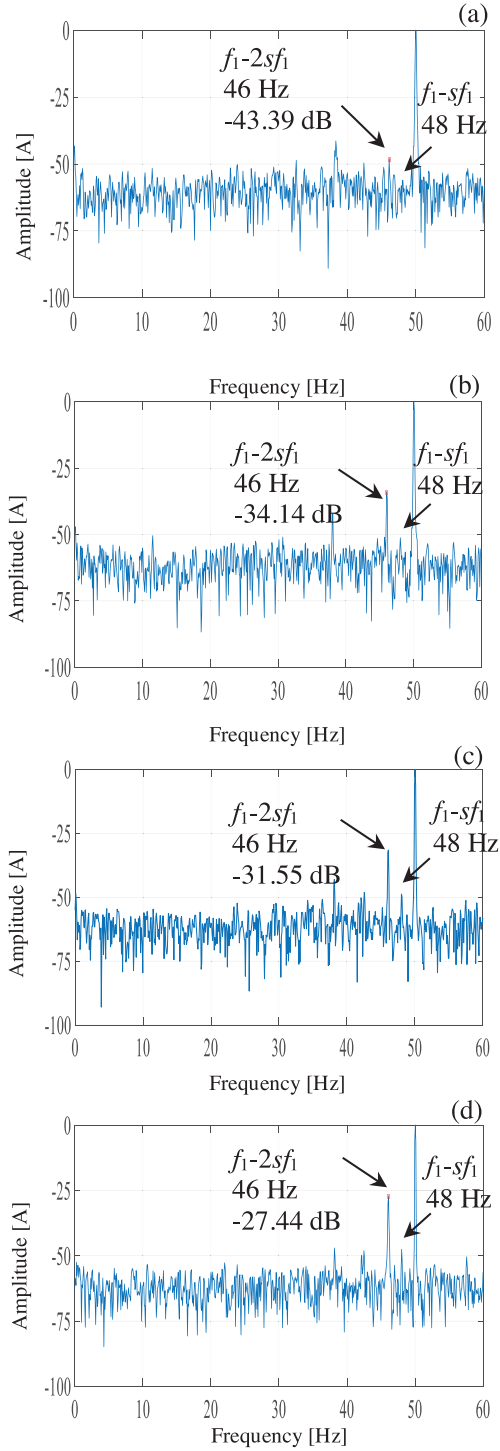 (a)
0
f1-2sf1
46 Hz
-43.39 dB
f1-sf1
48 Hz
-25
-50
-75
-100
Amplitude [A]
0 10 20 30 40 50 60
Frequency [Hz]
(b)
0
f1-2sf1
46 Hz
-34.14 dB
f1-sf1
48 Hz
-25
-50
-75
-100
Amplitude [A]
0 10 20 30 40 50 60
Frequency [Hz]
(c)
0
f1-2sf1
46 Hz
-31.55 dB
f1-sf1
48 Hz
-25
-50
-75
-100
Amplitude [A]
0 10 20 30 40 50 60
Frequency [Hz]
(d)
0
f1-2sf1
46 Hz
-27.44 dB
f1-sf1
48 Hz
-25
-50
-75
-100
Amplitude [A]
0 10 20 30 40 50 60
Frequency [Hz]